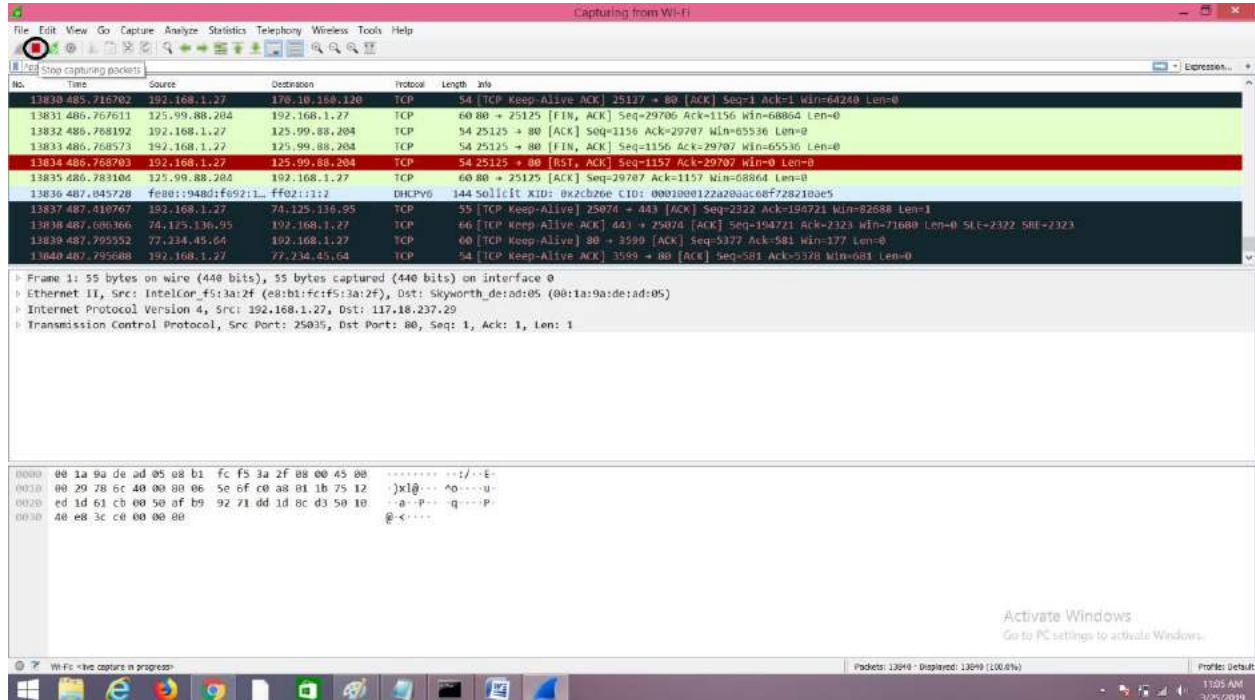 Capturing from Wi-Fi
File Edit View Go Capture Analyze Statistics Telephony Wireless Tools Help
Stop capturing packets
Expression... +
No. Time Source Destination Protocol Length Info
13830 485.716702 192.168.1.27 178.10.160.120 TCP 54 [TCP Keep-Alive ACK] 25127 → 80 [ACK] Seq=1 Ack=1 Win=64240 Len=0
13831 486.767611 125.99.88.204 192.168.1.27 TCP 60 80 → 25125 [FIN, ACK] Seq=29706 Ack=1156 Win=68864 Len=0
13832 486.768192 192.168.1.27 125.99.88.204 TCP 54 25125 → 80 [ACK] Seq=1156 Ack=29707 Win=65536 Len=0
13833 486.768573 192.168.1.27 125.99.88.204 TCP 54 25125 → 80 [FIN, ACK] Seq=1156 Ack=29707 Win=65536 Len=0
13834 486.768703 192.168.1.27 125.99.88.204 TCP 54 25125 → 80 [RST, ACK] Seq=1157 Ack=29707 Win=0 Len=0
13835 486.783104 125.99.88.204 192.168.1.27 TCP 60 80 → 25125 [ACK] Seq=29707 Ack=1157 Win=68864 Len=0
13836 487.045728 fe80::948d:f692:1… ff02::1:2 DHCPv6 144 Solicit XID: 0x2cb26e CID: 0001000122a20aac68f728210ae5
13837 487.410767 192.168.1.27 74.125.136.95 TCP 55 [TCP Keep-Alive] 25074 → 443 [ACK] Seq=2322 Ack=194721 Win=82688 Len=1
13838 487.606366 74.125.136.95 192.168.1.27 TCP 66 [TCP Keep-Alive ACK] 443 → 25074 [ACK] Seq=194721 Ack=2323 Win=71680 Len=0 SLE=2322 SRE=2323
13839 487.795552 77.234.45.64 192.168.1.27 TCP 60 [TCP Keep-Alive] 80 → 3599 [ACK] Seq=5377 Ack=581 Win=177 Len=0
13840 487.795688 192.168.1.27 77.234.45.64 TCP 54 [TCP Keep-Alive ACK] 3599 → 80 [ACK] Seq=581 Ack=5378 Win=681 Len=0
Frame 1: 55 bytes on wire (440 bits), 55 bytes captured (440 bits) on interface 0
Ethernet II, Src: IntelCor_f5:3a:2f (e8:b1:fc:f5:3a:2f), Dst: Skyworth_de:ad:05 (00:1a:9a:de:ad:05)
Internet Protocol Version 4, Src: 192.168.1.27, Dst: 117.18.237.29
Transmission Control Protocol, Src Port: 25035, Dst Port: 80, Seq: 1, Ack: 1, Len: 1
0000 00 1a 9a de ad 05 e8 b1 fc f5 3a 2f 08 00 45 00 ········ ··:/··E·
0010 00 29 78 6c 40 00 80 06 5e 6f c0 a8 01 1b 75 12 ·)xl@··· ^o····u·
0020 ed 1d 61 cb 00 50 af b9 92 71 dd 1d 8c d3 50 10 ··a··P·· ·q····P·
0030 40 e8 3c c0 00 00 00 @·<····
Activate Windows
Go to PC settings to activate Windows.
Wi-Fi: <live capture in progress>
Packets: 13840 · Displayed: 13840 (100.0%)
Profile: Default
11:05 AM
3/25/2019